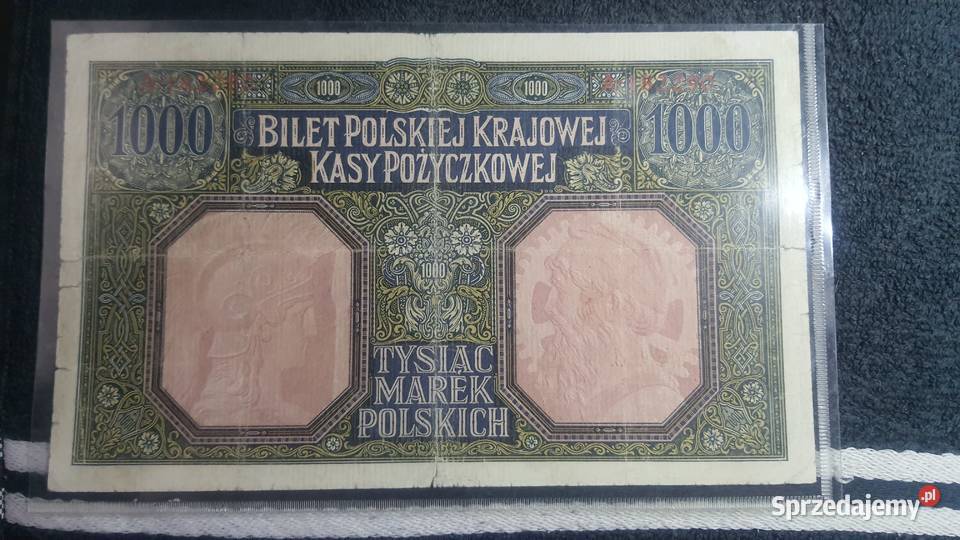 1000 1000
1000 1000
BILET POLSKIEJ KRAJOWEJ
KASY POŻYCZKOWEJ
1000
TYSIĄC
MAREK
POLSKICH
Sprzedajemy.pl